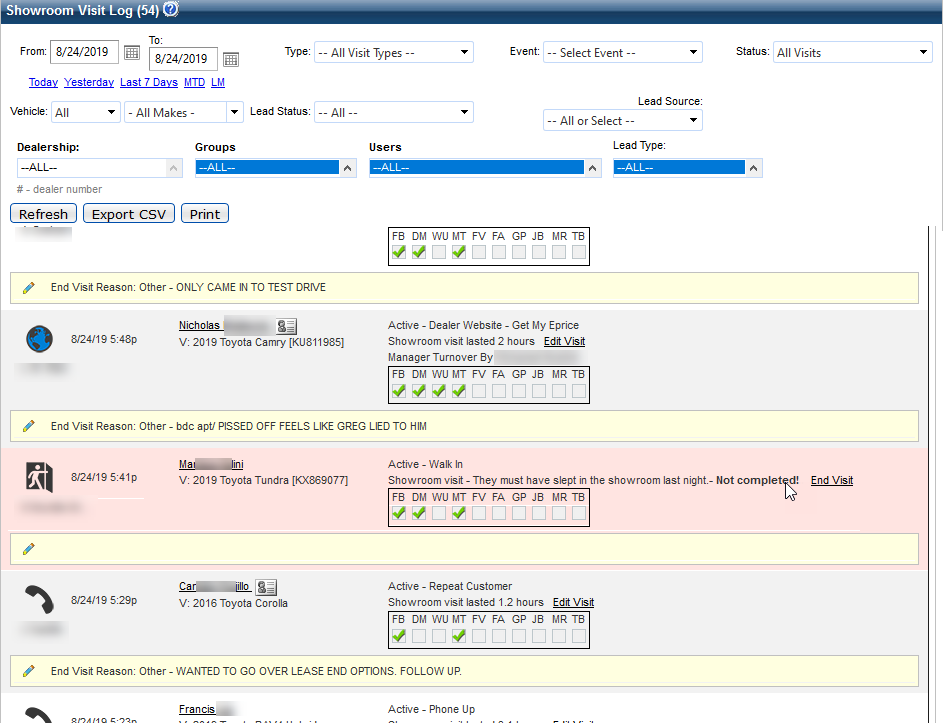 Showroom Visit Log (54)
From: 8/24/2019 To: 8/24/2019 Type: -- All Visit Types -- Event: -- Select Event -- Status: All Visits
Today Yesterday Last 7 Days MTD LM
Vehicle: All - All Makes - Lead Status: -- All -- Lead Source: -- All or Select --
Dealership: Groups Users Lead Type:
--ALL-- --ALL-- --ALL-- --ALL--
# - dealer number
Refresh Export CSV Print
FB DM WU MT FV FA GP JB MR TB
End Visit Reason: Other - ONLY CAME IN TO TEST DRIVE
8/24/19 5:48p
Nicholas
V: 2019 Toyota Camry [KU811985]
Active - Dealer Website - Get My Eprice
Showroom visit lasted 2 hours Edit Visit
Manager Turnover By
FB DM WU MT FV FA GP JB MR TB
End Visit Reason: Other - bdc apt/ PISSED OFF FEELS LIKE GREG LIED TO HIM
8/24/19 5:41p
V: 2019 Toyota Tundra [KX869077]
Active - Walk In
Showroom visit - They must have slept in the showroom last night.- Not completed! End Visit
FB DM WU MT FV FA GP JB MR TB
8/24/19 5:29p
V: 2016 Toyota Corolla
Active - Repeat Customer
Showroom visit lasted 1.2 hours Edit Visit
FB DM WU MT FV FA GP JB MR TB
End Visit Reason: Other - WANTED TO GO OVER LEASE END OPTIONS. FOLLOW UP.
8/24/19 5:23p
Francis
Active - Phone Up